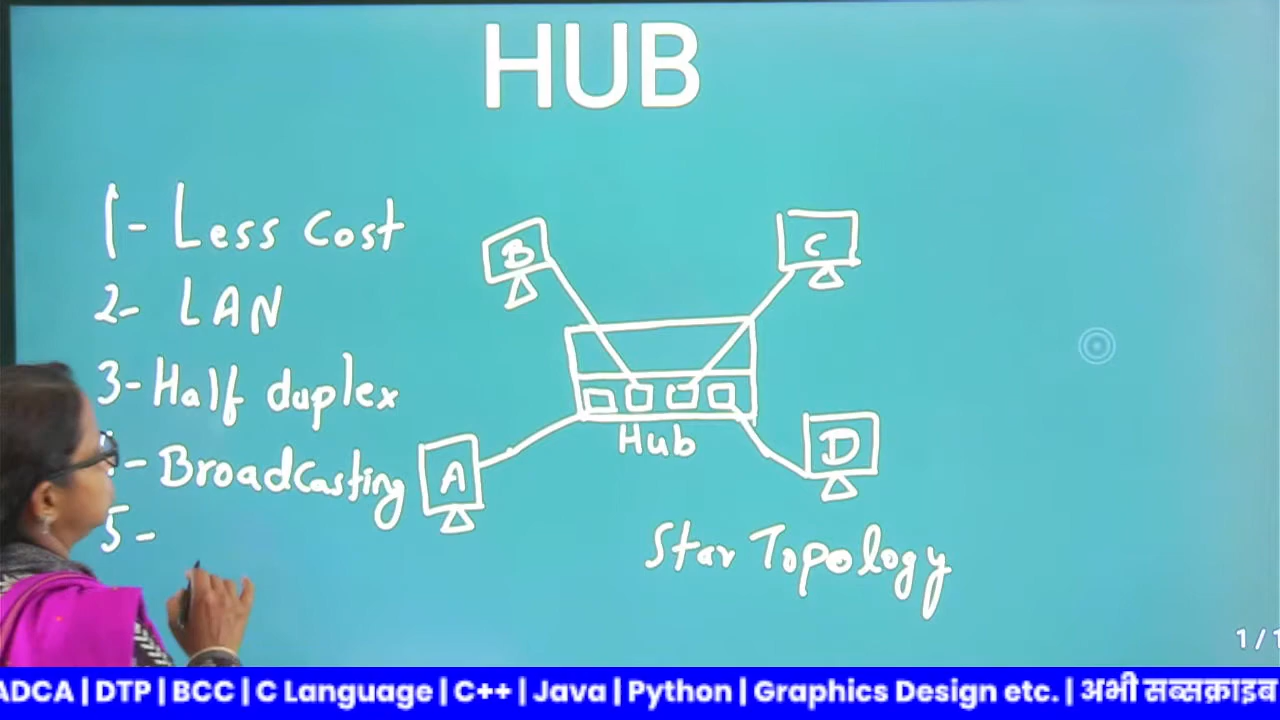 HUB
1- Less Cost
2- LAN
3- Half duplex
- Broadcasting
5-
B
C
A
D
Hub
Star Topology
1/1
ADCA | DTP | BCC | C Language | C++ | Java | Python | Graphics Design etc. | अभी सब्सक्राइब